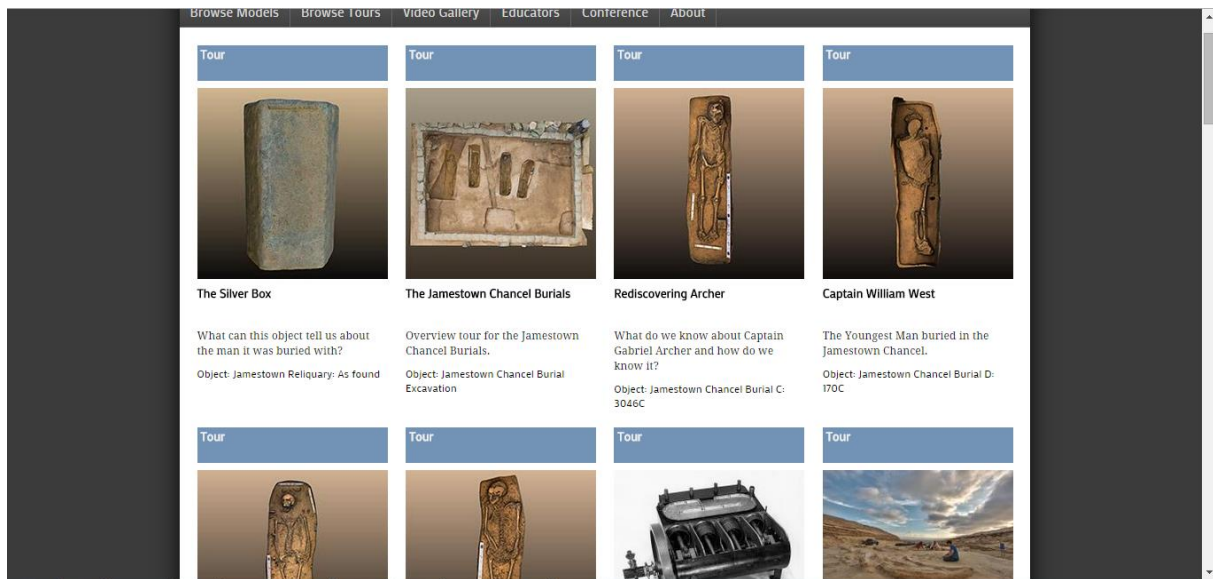 Browse Models Browse Tours Video Gallery Educators Conference About
Tour Tour Tour Tour
The Silver Box
What can this object tell us about
the man it was buried with?
Object: Jamestown Reliquary: As found
The Jamestown Chancel Burials
Overview tour for the Jamestown
Chancel Burials.
Object: Jamestown Chancel Burial
Excavation
Rediscovering Archer
What do we know about Captain
Gabriel Archer and how do we
know it?
Object: Jamestown Chancel Burial C:
3046C
Captain William West
The Youngest Man buried in the
Jamestown Chancel.
Object: Jamestown Chancel Burial D:
170C
Tour Tour Tour Tour